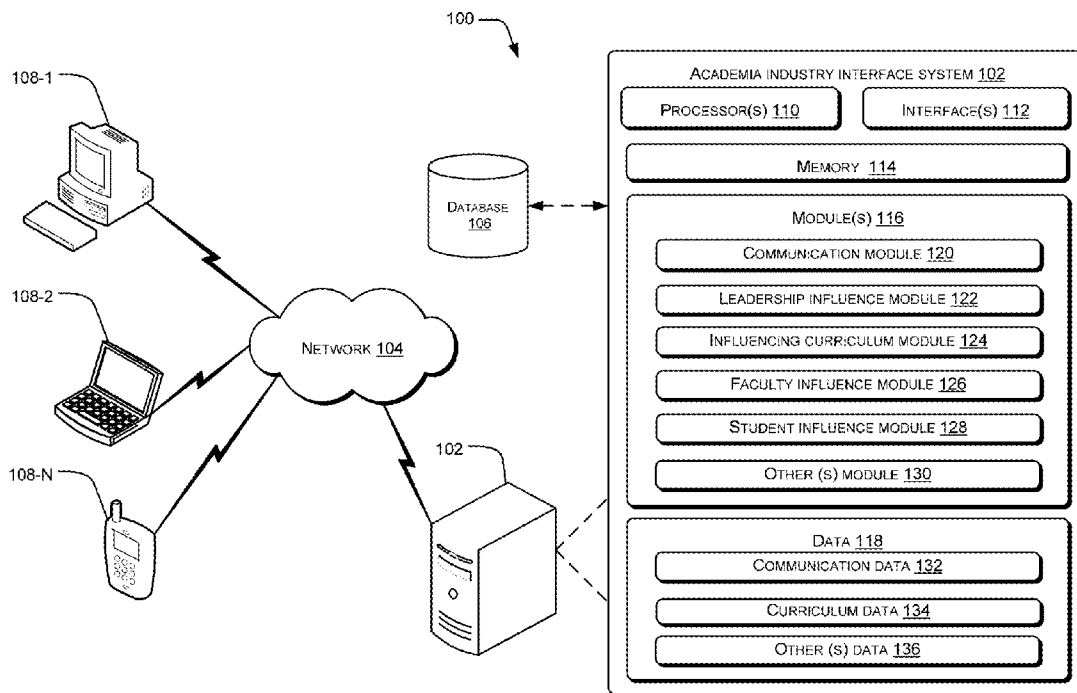 100
108-1
108-2
108-N
NETWORK 104
DATABASE
106
102
ACADEMIA INDUSTRY INTERFACE SYSTEM 102
PROCESSOR(S) 110
INTERFACE(S) 112
MEMORY 114
MODULE(S) 116
COMMUNICATION MODULE 120
LEADERSHIP INFLUENCE MODULE 122
INFLUENCING CURRICULUM MODULE 124
FACULTY INFLUENCE MODULE 126
STUDENT INFLUENCE MODULE 128
OTHER (S) MODULE 130
DATA 118
COMMUNICATION DATA 132
CURRICULUM DATA 134
OTHER (S) DATA 136